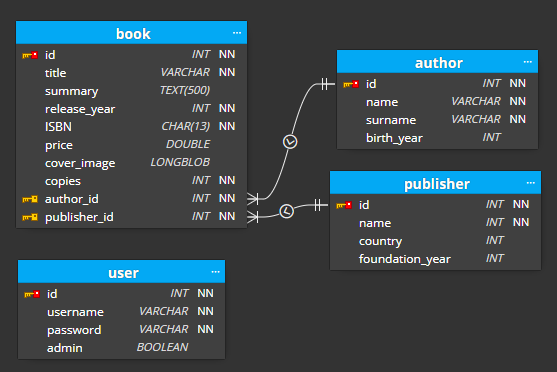 book ...
id INT NN
title VARCHAR NN
summary TEXT(500)
release_year INT NN
ISBN CHAR(13) NN
price DOUBLE
cover_image LONGBLOB
copies INT NN
author_id INT NN
publisher_id INT NN
author ...
id INT NN
name VARCHAR NN
surname VARCHAR NN
birth_year INT
publisher ...
id INT NN
name INT NN
country INT
foundation_year INT
user ...
id INT NN
username VARCHAR NN
password VARCHAR NN
admin BOOLEAN